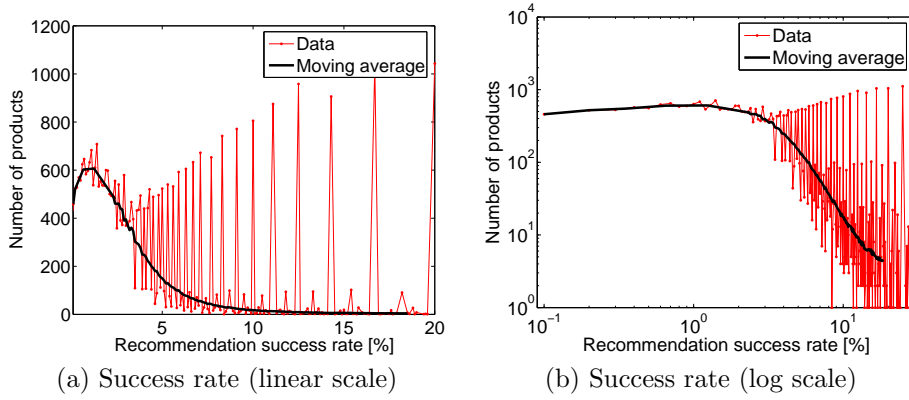 1200
1000
800
600
400
200
0
5
10
15
20
Number of products
Recommendation success rate [%]
Data
Moving average
(a) Success rate (linear scale)
10^4
10^3
10^2
10^1
10^0
10^−1
10^0
10^1
Number of products
Recommendation success rate [%]
Data
Moving average
(b) Success rate (log scale)